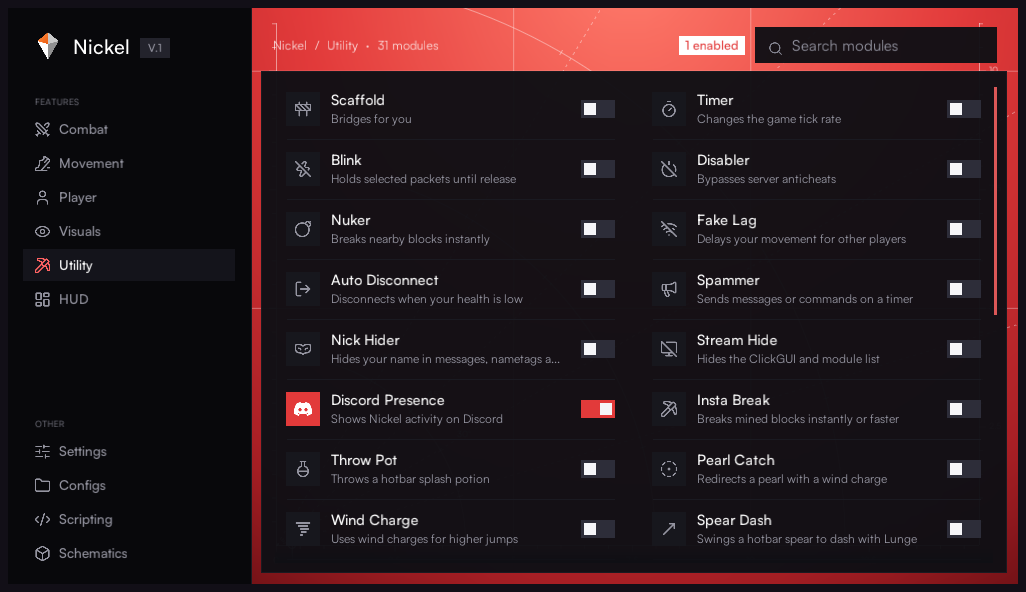 Nickel V.1
FEATURES
Combat
Movement
Player
Visuals
Utility
HUD
OTHER
Settings
Configs
Scripting
Schematics
Nickel / Utility • 31 modules
1 enabled
Search modules
Scaffold
Bridges for you
Timer
Changes the game tick rate
Blink
Holds selected packets until release
Disabler
Bypasses server anticheats
Nuker
Breaks nearby blocks instantly
Fake Lag
Delays your movement for other players
Auto Disconnect
Disconnects when your health is low
Spammer
Sends messages or commands on a timer
Nick Hider
Hides your name in messages, nametags a...
Stream Hide
Hides the ClickGUI and module list
Discord Presence
Shows Nickel activity on Discord
Insta Break
Breaks mined blocks instantly or faster
Throw Pot
Throws a hotbar splash potion
Pearl Catch
Redirects a pearl with a wind charge
Wind Charge
Uses wind charges for higher jumps
Spear Dash
Swings a hotbar spear to dash with Lunge